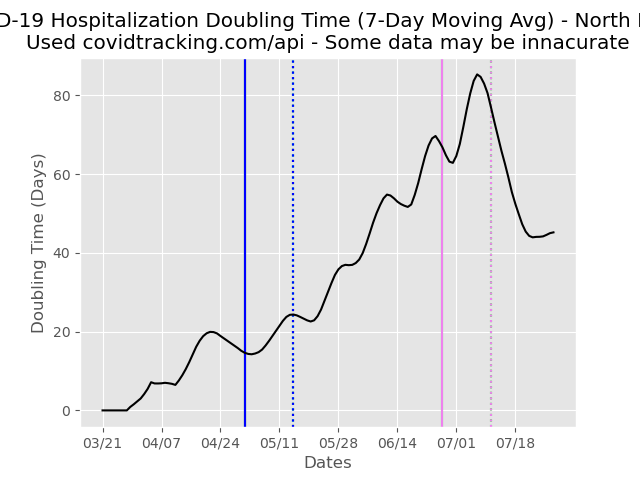 D-19 Hospitalization Doubling Time (7-Day Moving Avg) - North
Used covidtracking.com/api - Some data may be innacurate
Doubling Time (Days)
80
60
40
20
0
03/21 04/07 04/24 05/11 05/28 06/14 07/01 07/18
Dates